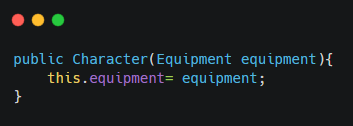 public Character(Equipment equipment){
    this.equipment= equipment;
}